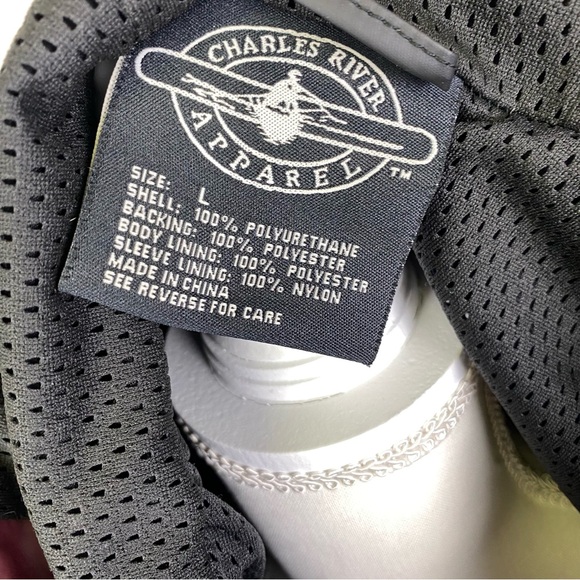 CHARLES RIVER
APPAREL ™
SIZE: L
SHELL: 100% POLYURETHANE
BACKING: 100% POLYESTER
BODY LINING: 100% POLYESTER
SLEEVE LINING: 100% NYLON
MADE IN CHINA
SEE REVERSE FOR CARE